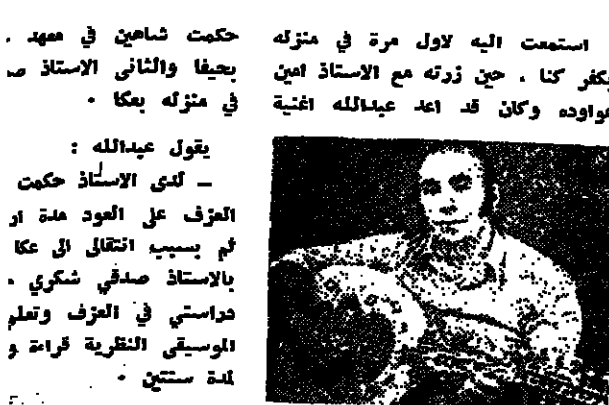 استمعت اليه لاول مرة في منزله
بكفر كنا . حين زرته مع الاستاذ امين
عواوده وكان قد اعد عبدالله اغنية
حكمت شاهين في معهد
بحيفا والثاني الاستاذ
في منزله بعكا .
يقول عبدالله :
ـ لدى الاستاذ حكمت
العزف على العود مدة
ثم بسبب انتقالي الى عكا
بالاستاذ صدقي شكري
دراستي في العزف وتعلم
الموسيقى النظرية قراءة و
لمدة سنتين .